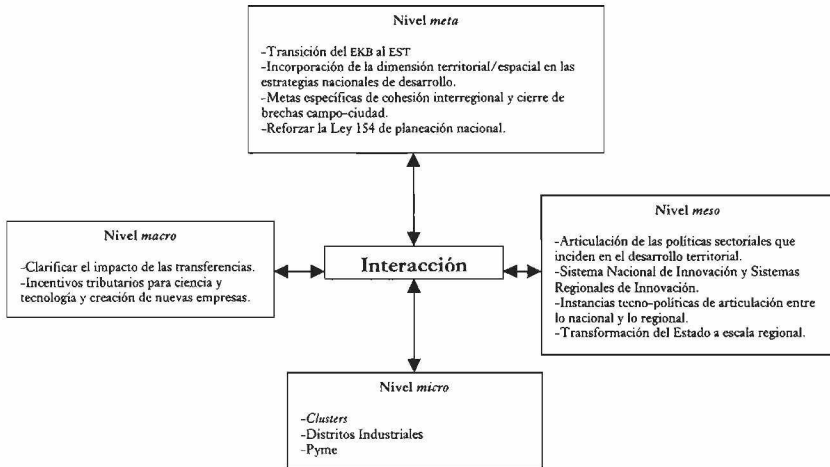 Nivel meta
-Transición del EKB al EST
-Incorporación de la dimensión territorial/espacial en las
estrategias nacionales de desarrollo.
-Metas específicas de cohesión interregional y cierre de
brechas campo-ciudad.
-Reforzar la Ley 154 de planeación nacional.
Nivel macro
-Clarificar el impacto de las transferencias.
-Incentivos tributarios para ciencia y
tecnología y creación de nuevas empresas.
Interacción
Nivel meso
-Articulación de las políticas sectoriales que
inciden en el desarrollo territorial.
-Sistema Nacional de Innovación y Sistemas
Regionales de Innovación.
-Instancias tecno-políticas de articulación entre
lo nacional y lo regional.
-Transformación del Estado a escala regional.
Nivel micro
-Clusters
-Distritos Industriales
-Pyme